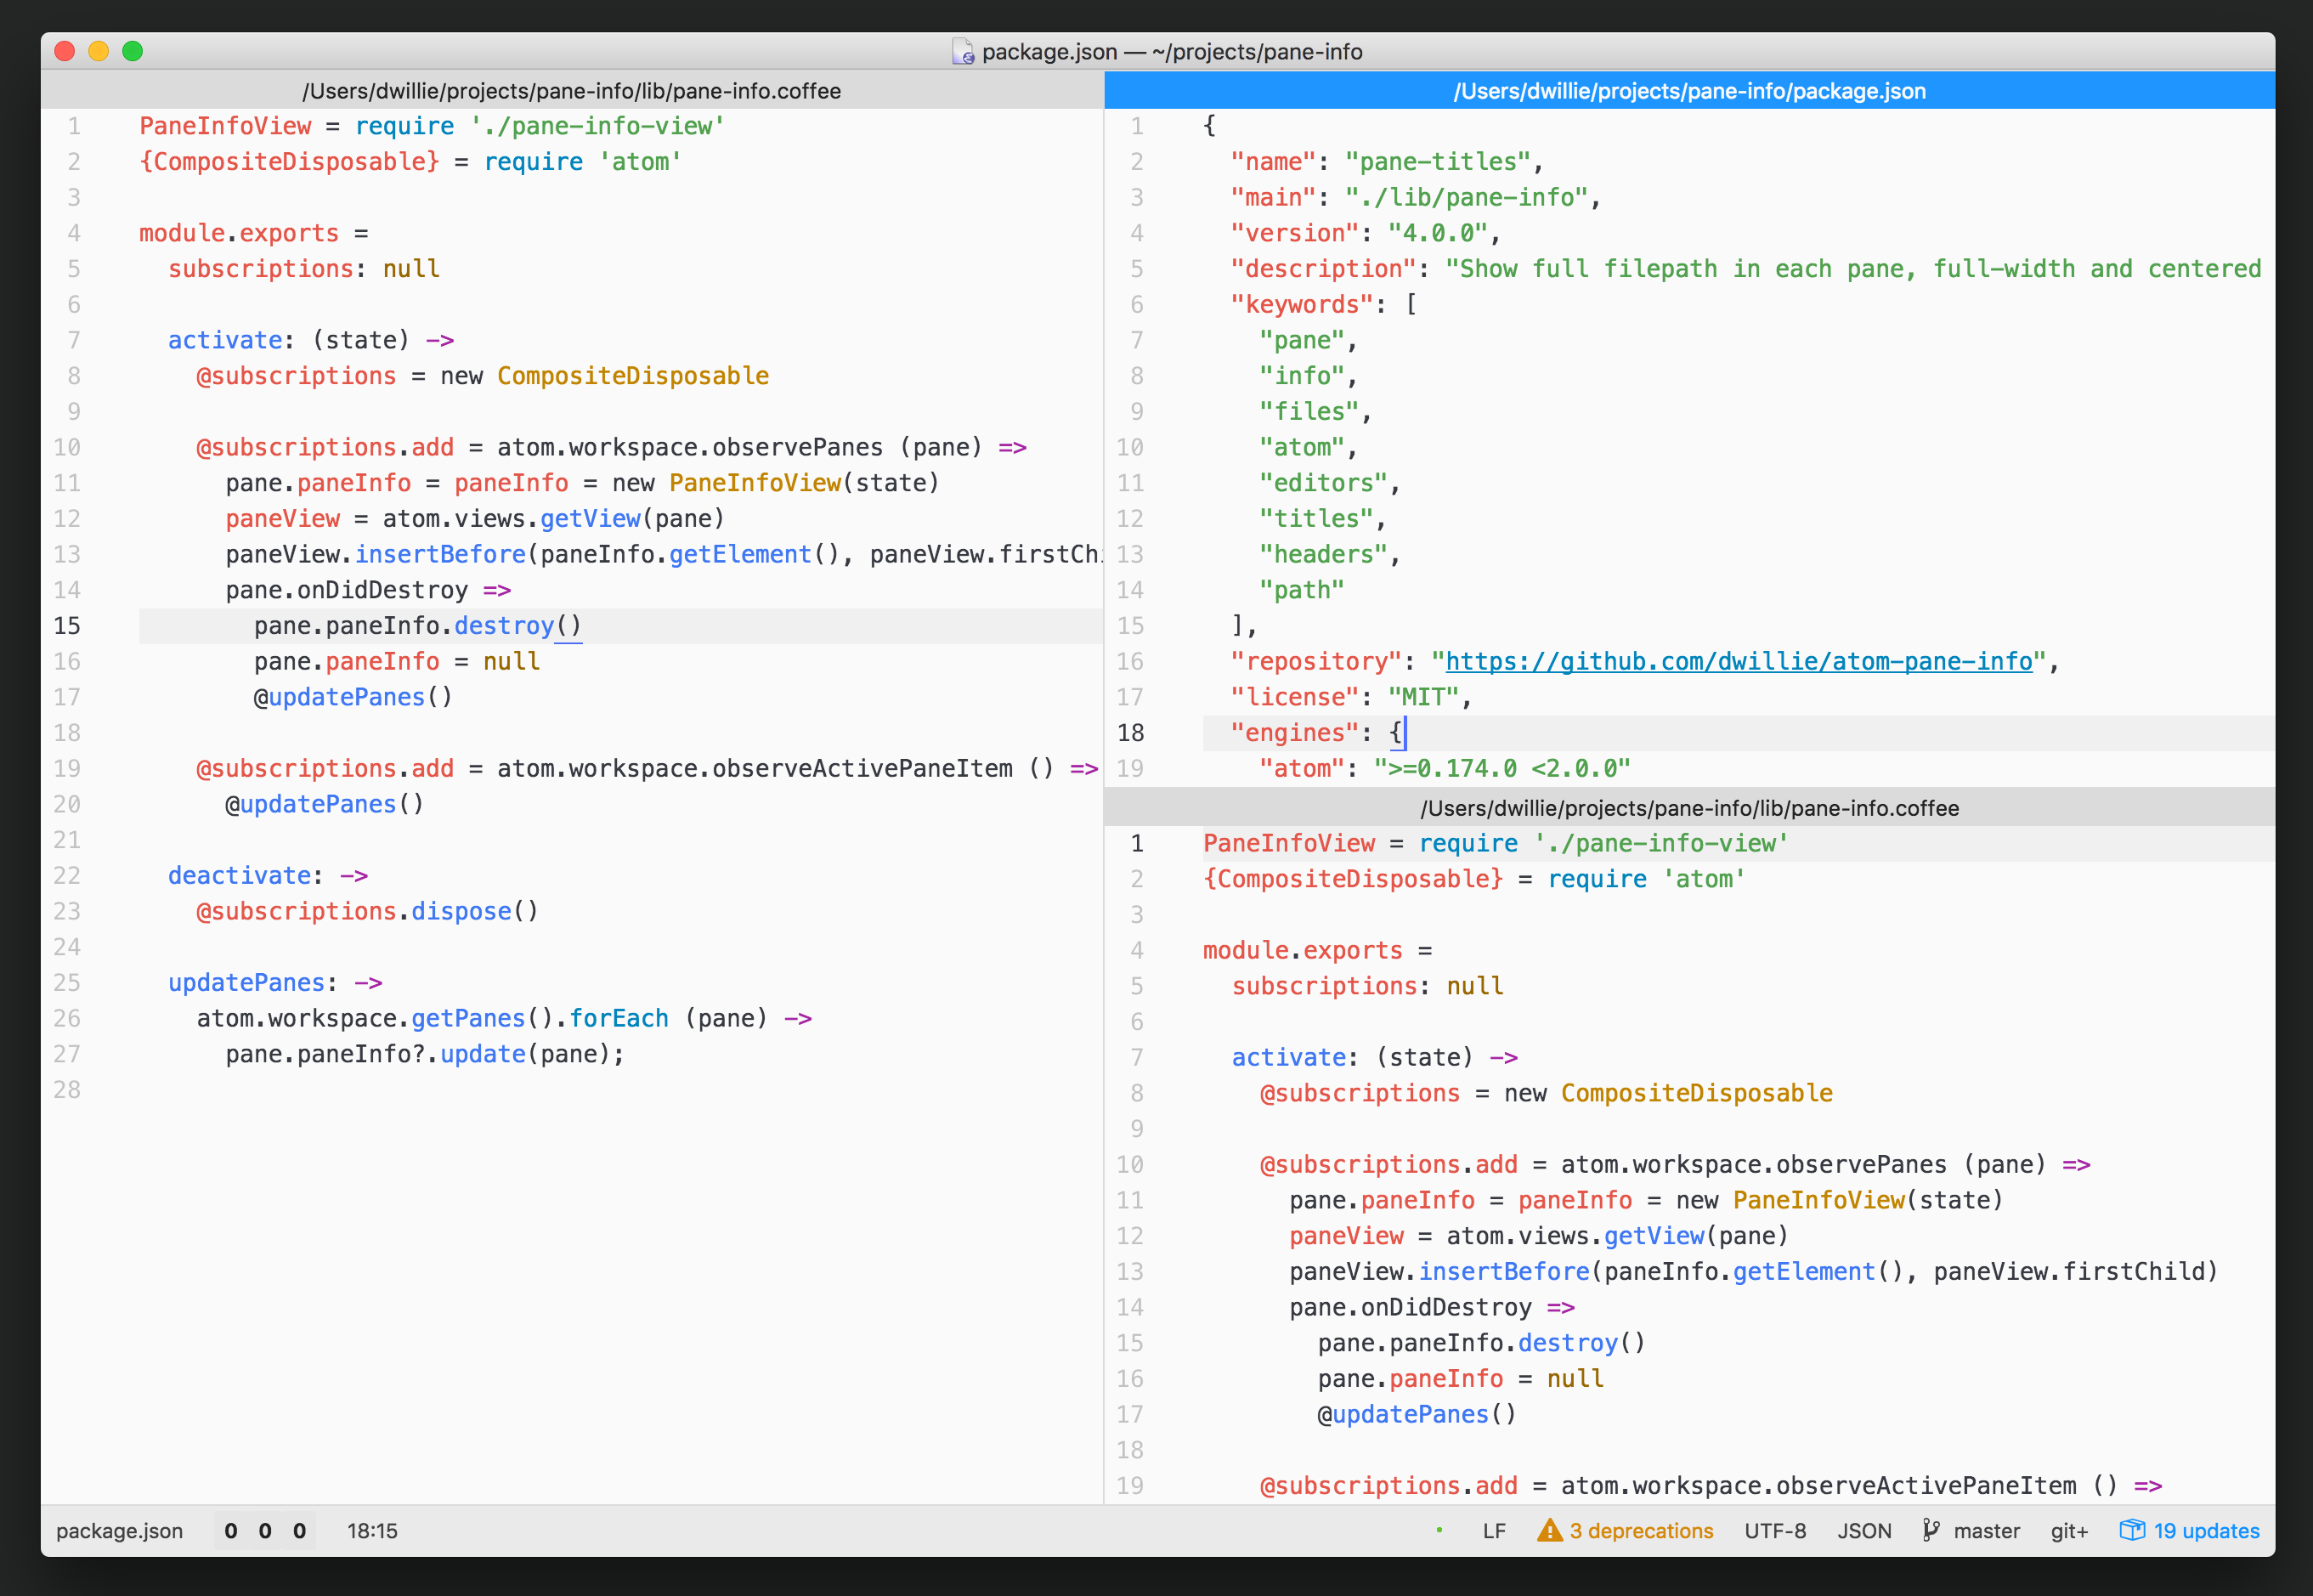 package.json — ~/projects/pane-info
/Users/dwillie/projects/pane-info/lib/pane-info.coffee
1 PaneInfoView = require './pane-info-view'
2 {CompositeDisposable} = require 'atom'
3
4 module.exports =
5 subscriptions: null
6
7 activate: (state) ->
8 @subscriptions = new CompositeDisposable
9
10 @subscriptions.add = atom.workspace.observePanes (pane) =>
11 pane.paneInfo = paneInfo = new PaneInfoView(state)
12 paneView = atom.views.getView(pane)
13 paneView.insertBefore(paneInfo.getElement(), paneView.firstChi
14 pane.onDidDestroy =>
15 pane.paneInfo.destroy()
16 pane.paneInfo = null
17 @updatePanes()
18
19 @subscriptions.add = atom.workspace.observeActivePaneItem () =>
20 @updatePanes()
21
22 deactivate: ->
23 @subscriptions.dispose()
24
25 updatePanes: ->
26 atom.workspace.getPanes().forEach (pane) ->
27 pane.paneInfo?.update(pane);
28
/Users/dwillie/projects/pane-info/package.json
1 {
2 "name": "pane-titles",
3 "main": "./lib/pane-info",
4 "version": "4.0.0",
5 "description": "Show full filepath in each pane, full-width and centered
6 "keywords": [
7 "pane",
8 "info",
9 "files",
10 "atom",
11 "editors",
12 "titles",
13 "headers",
14 "path"
15 ],
16 "repository": "https://github.com/dwillie/atom-pane-info",
17 "license": "MIT",
18 "engines": {
19 "atom": ">=0.174.0 <2.0.0"
/Users/dwillie/projects/pane-info/lib/pane-info.coffee
1 PaneInfoView = require './pane-info-view'
2 {CompositeDisposable} = require 'atom'
3
4 module.exports =
5 subscriptions: null
6
7 activate: (state) ->
8 @subscriptions = new CompositeDisposable
9
10 @subscriptions.add = atom.workspace.observePanes (pane) =>
11 pane.paneInfo = paneInfo = new PaneInfoView(state)
12 paneView = atom.views.getView(pane)
13 paneView.insertBefore(paneInfo.getElement(), paneView.firstChild)
14 pane.onDidDestroy =>
15 pane.paneInfo.destroy()
16 pane.paneInfo = null
17 @updatePanes()
18
19 @subscriptions.add = atom.workspace.observeActivePaneItem () =>
package.json 0 0 0 18:15 LF 3 deprecations UTF-8 JSON master git+ 19 updates